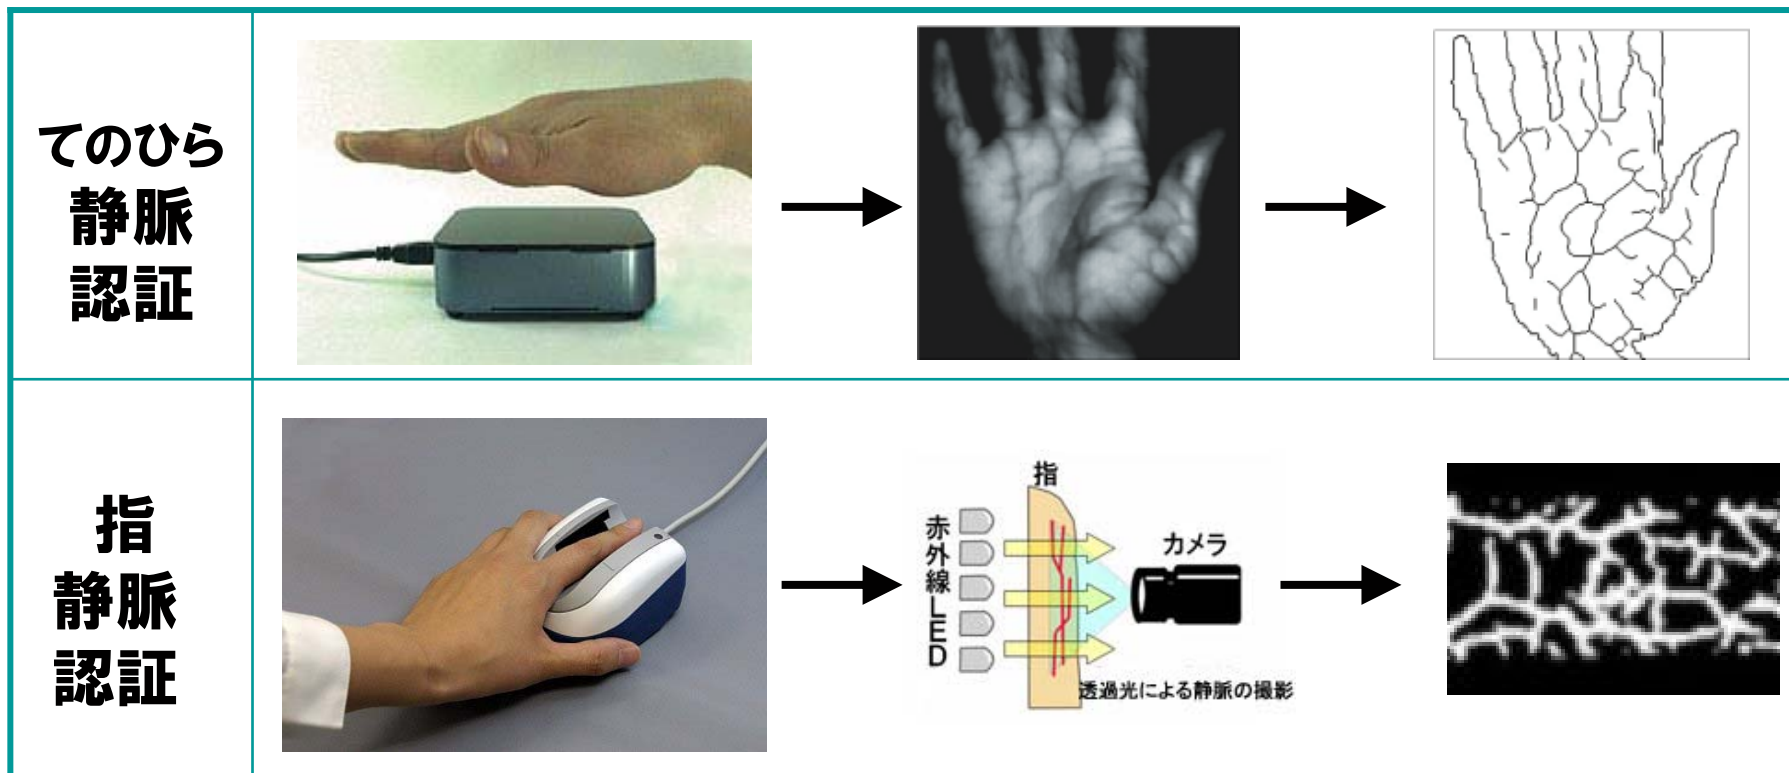 てのひら
静脈
認証
指
静脈
認証
指
赤外線LED
カメラ
透過光による静脈の撮影